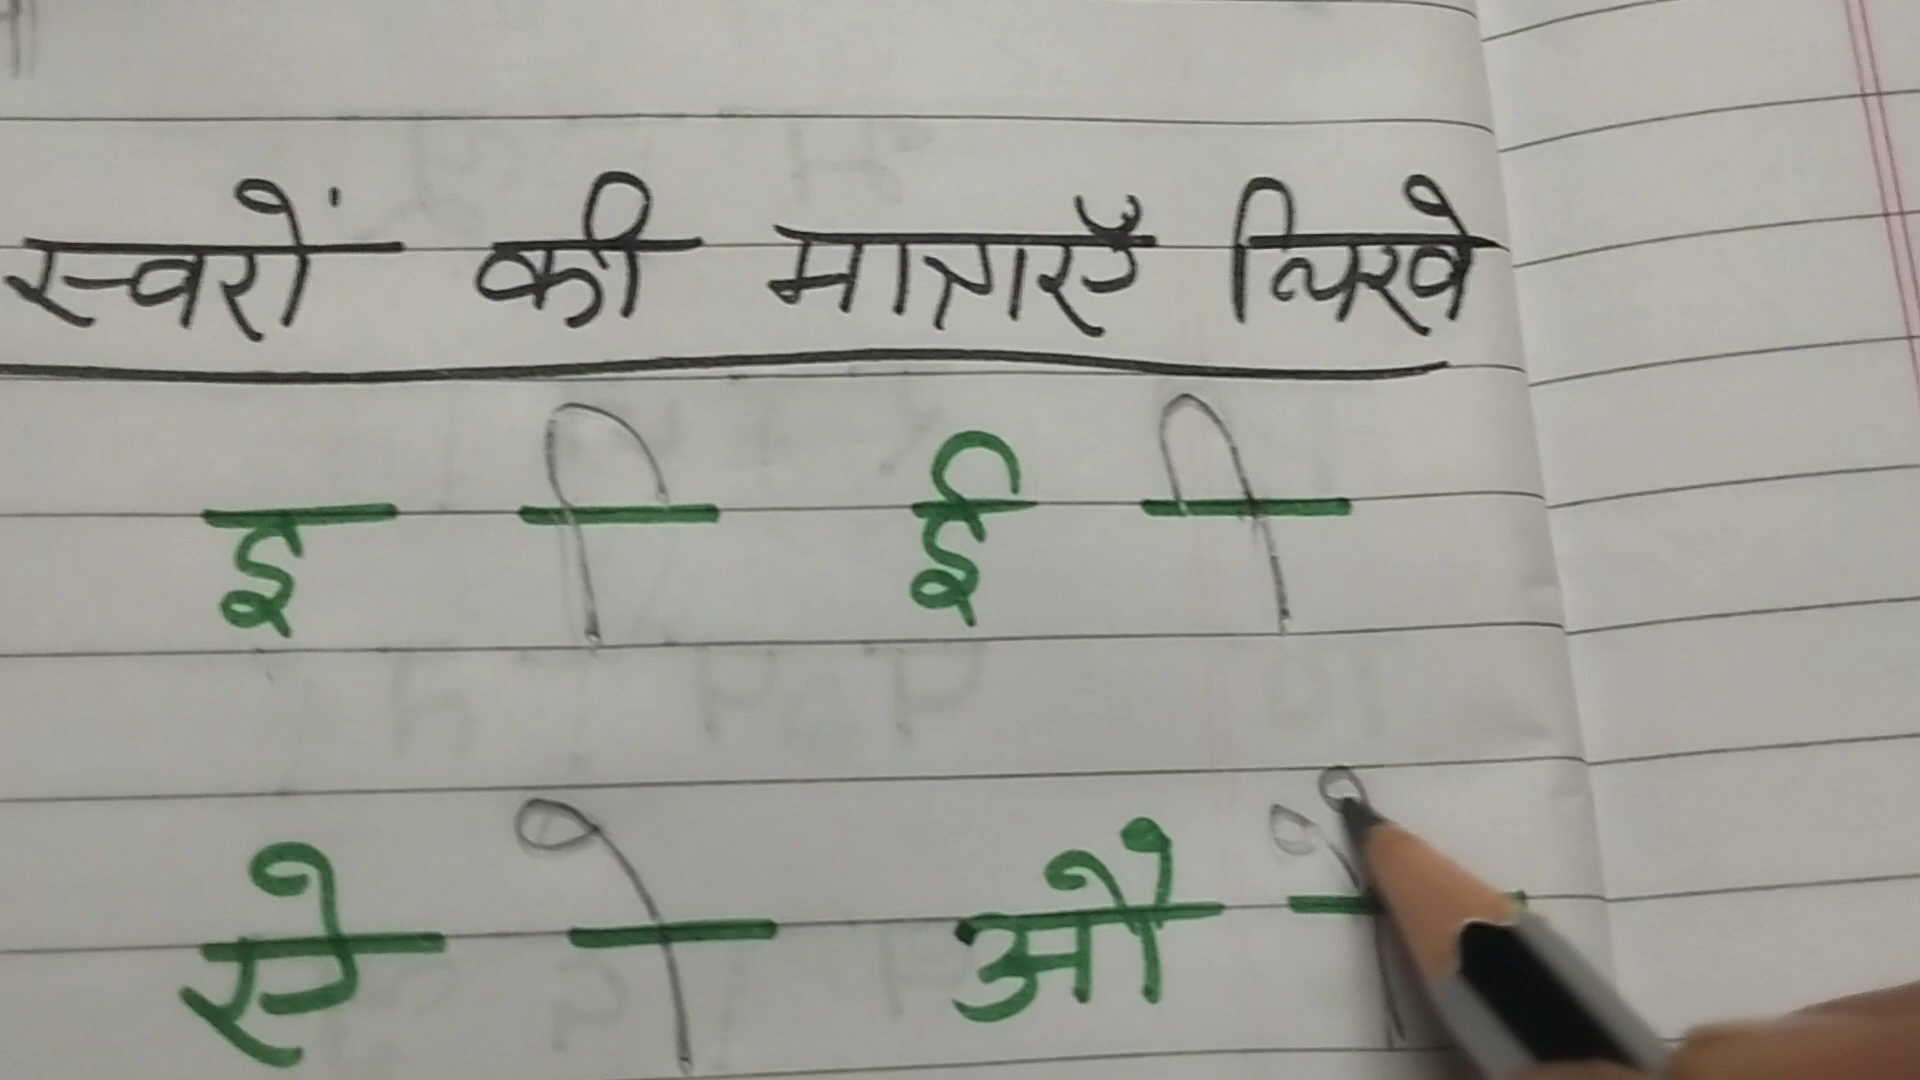 स्वरों की मात्राएँ लिखे
इ ि ई ी
ऐ ो औ ौ